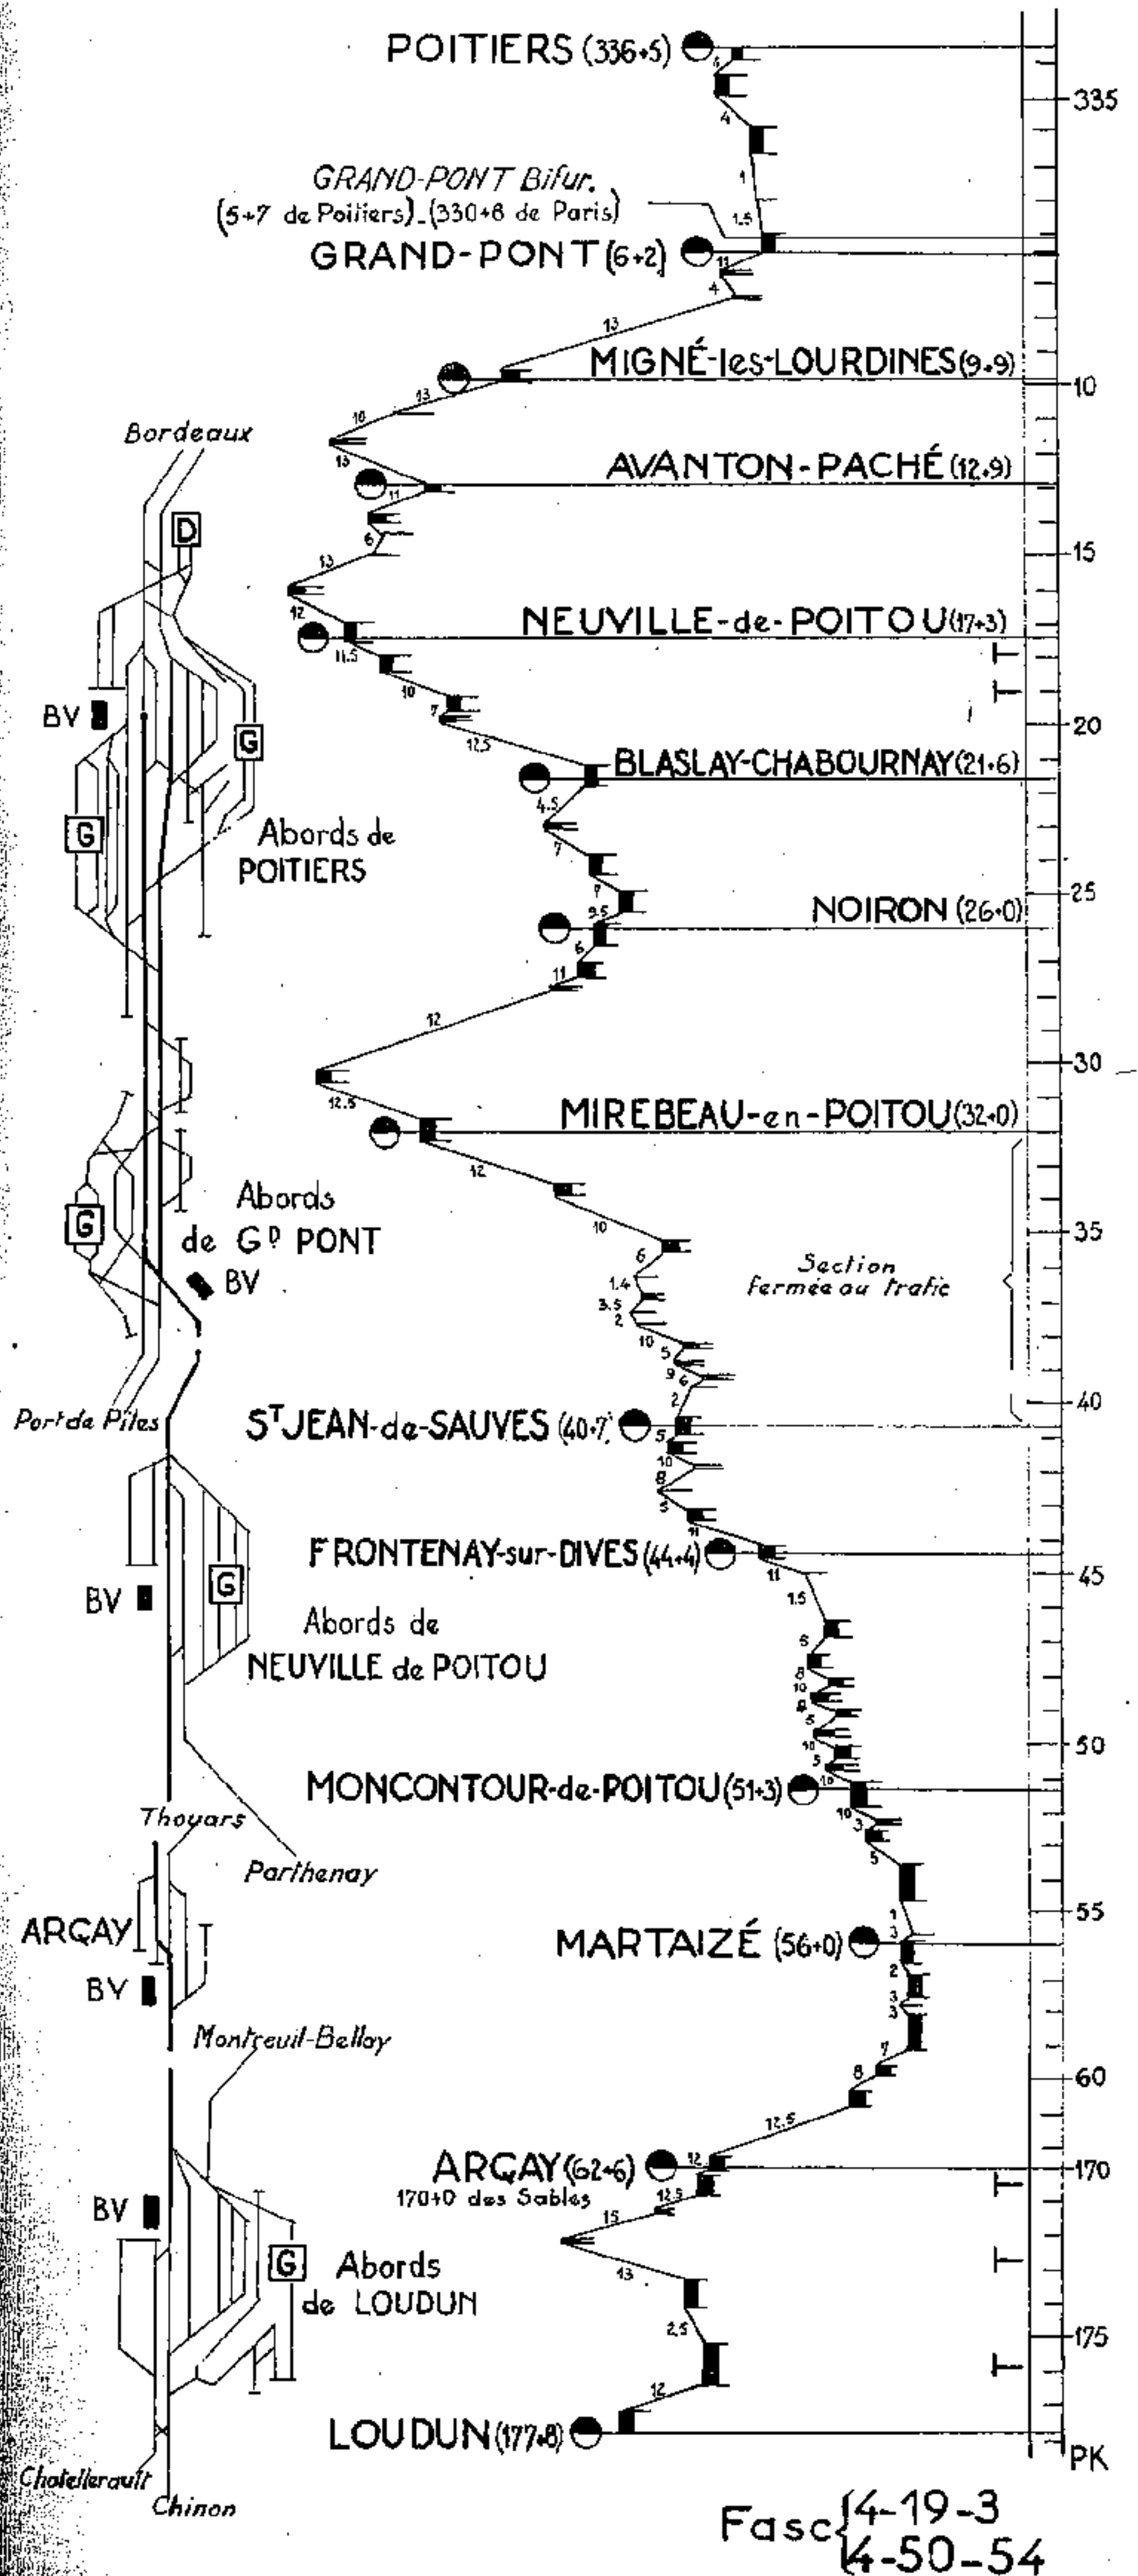 POITIERS (336+5)
335
GRAND-PONT Bifur.
(5+7 de Poitiers)_(330+8 de Paris)
GRAND-PONT (6+2)
MIGNÉ-les-LOURDINES (9+9)
10
Bordeaux
AVANTON-PACHÉ (12+9)
D
15
NEUVILLE-de-POITOU (17+3)
BV
G
20
BLASLAY-CHABOURNAY (21+6)
G
Abords de
POITIERS
25
NOIRON (26+0)
30
MIREBEAU-en-POITOU (32+0)
G
Abords
de GD PONT
BV
35
Section
fermée au trafic
Port de Piles
ST JEAN-de-SAUVES (40+7)
40
FRONTENAY-sur-DIVES (44+4)
45
BV
G
Abords de
NEUVILLE de POITOU
50
MONCONTOUR-de-POITOU (51+3)
Thouars
Parthenay
55
ARÇAY
MARTAIZÉ (56+0)
BV
Montreuil-Bellay
60
ARÇAY (62+6)
170+0 des Sables
170
BV
G
Abords
de LOUDUN
175
LOUDUN (177+8)
PK
Chatellerault
Chinon
Fasc { 4-19-3
4-50-54